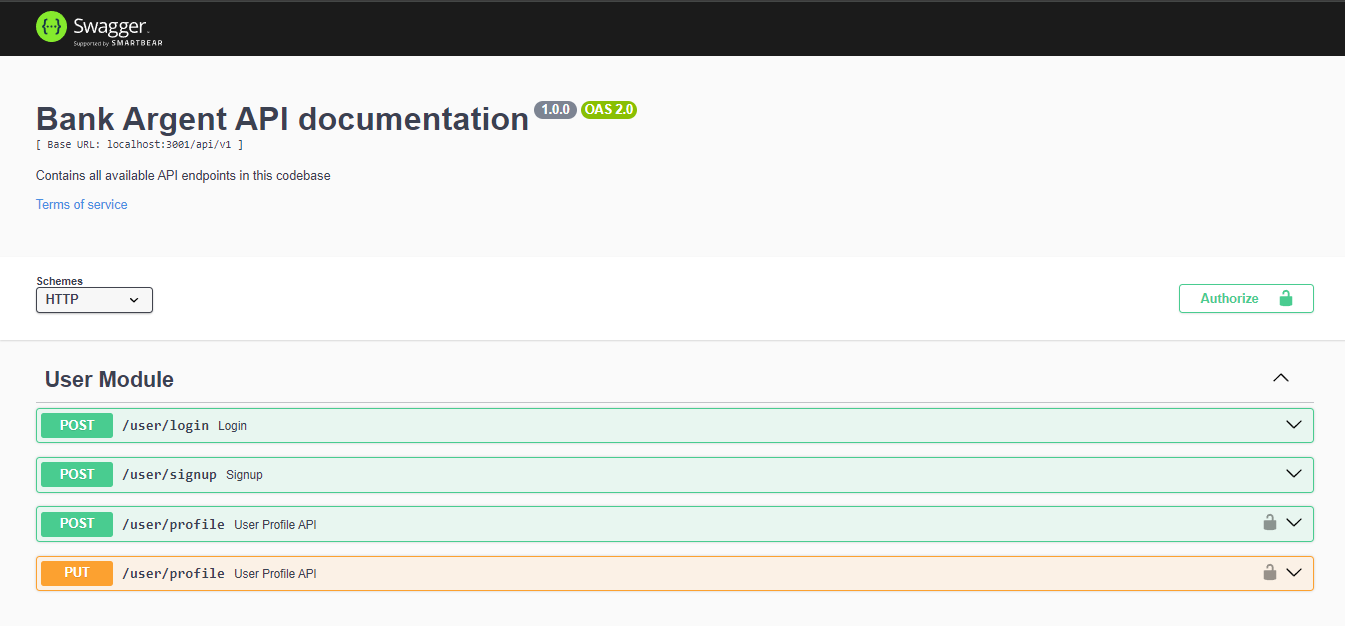 Swagger.
Supported by SMARTBEAR
Bank Argent API documentation 1.0.0 OAS 2.0
[ Base URL: localhost:3001/api/v1 ]
Contains all available API endpoints in this codebase
Terms of service
Schemes
HTTP
Authorize
User Module
POST /user/login Login
POST /user/signup Signup
POST /user/profile User Profile API
PUT /user/profile User Profile API